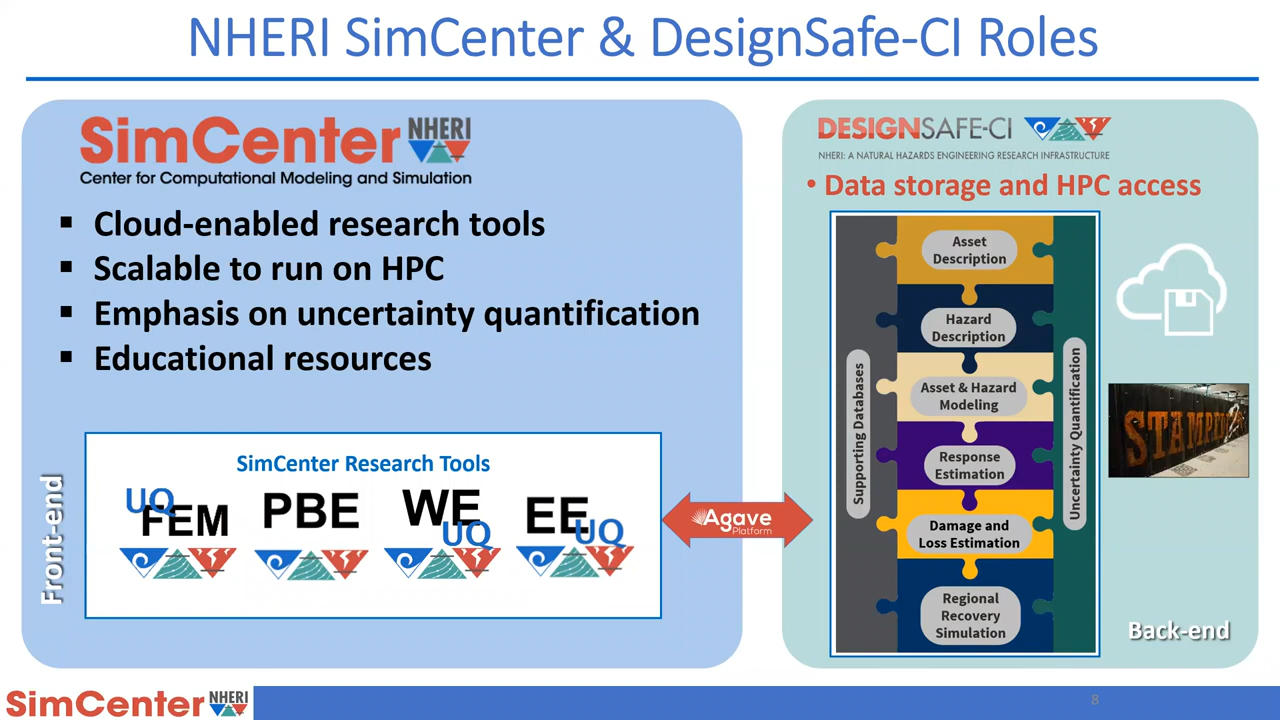 NHERI SimCenter & DesignSafe-CI Roles
SimCenter NHERI
Center for Computational Modeling and Simulation
▪ Cloud-enabled research tools
▪ Scalable to run on HPC
▪ Emphasis on uncertainty quantification
▪ Educational resources
Front-end
SimCenter Research Tools
UQ
FEM
PBE
WE
UQ
EE
UQ
Agave
Platform
DESIGNSAFE-CI
NHERI: A NATURAL HAZARDS ENGINEERING RESEARCH INFRASTRUCTURE
• Data storage and HPC access
Supporting Databases
Asset
Description
Hazard
Description
Asset & Hazard
Modeling
Response
Estimation
Damage and
Loss Estimation
Regional
Recovery
Simulation
Uncertainty Quantification
STAMPEDE2
Back-end
SimCenter NHERI
8